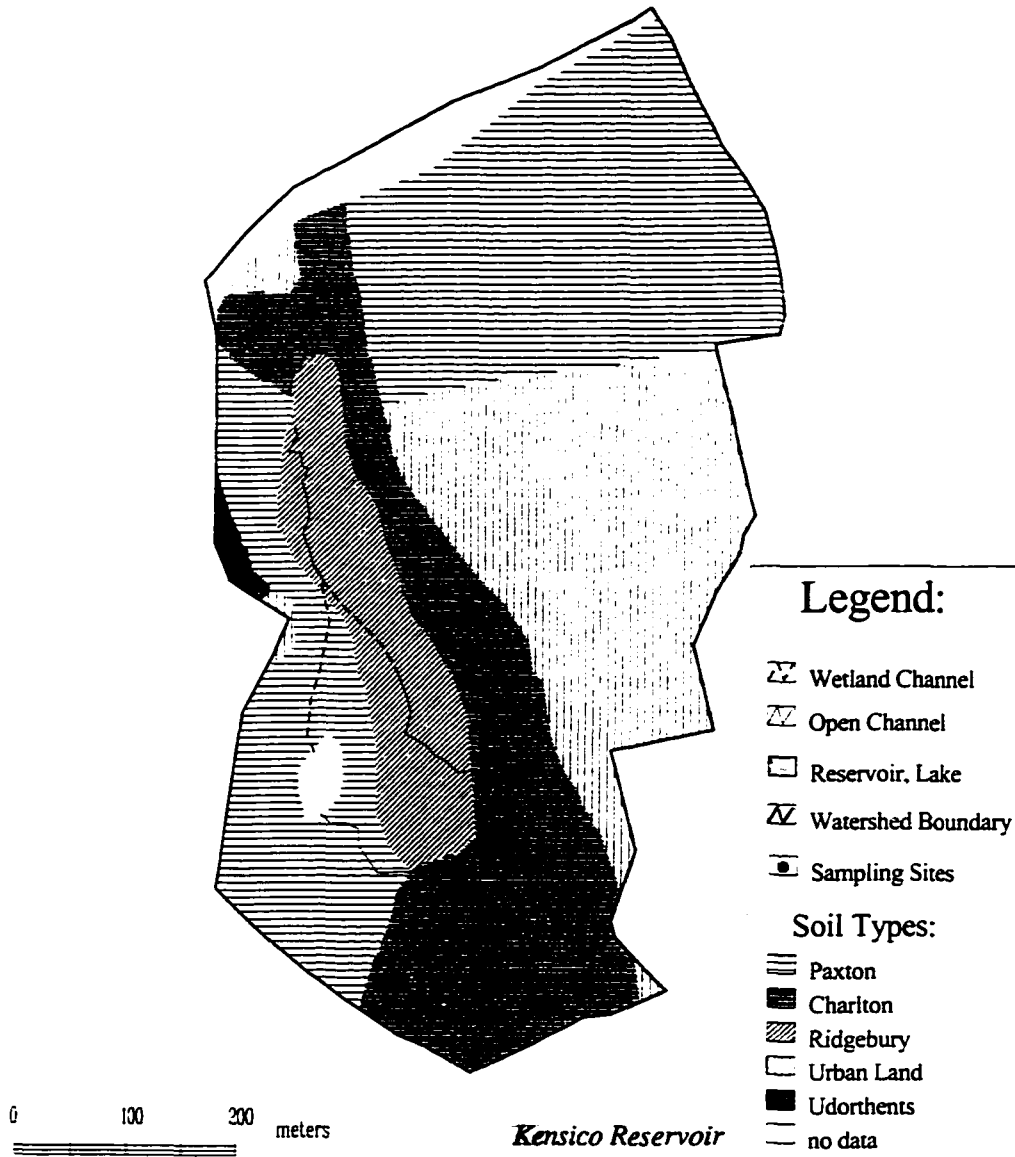 Legend:
Wetland Channel
Open Channel
Reservoir, Lake
Watershed Boundary
Sampling Sites
Soil Types:
Paxton
Charlton
Ridgebury
Urban Land
Udorthents
no data
0 100 200 meters
Kensico Reservoir